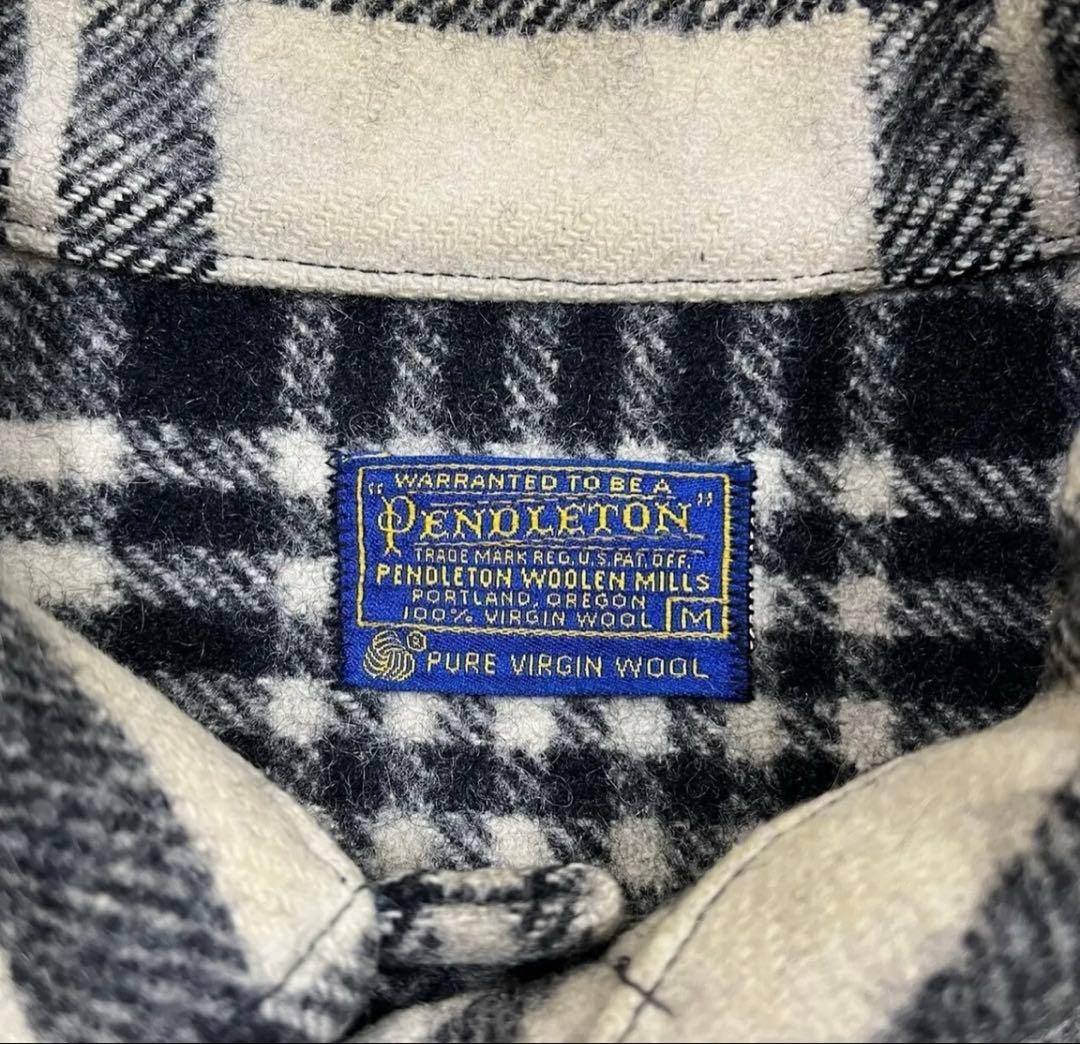 "WARRANTED TO BE A
PENDLETON"
TRADE MARK REG. U.S. PAT. OFF.
PENDLETON WOOLEN MILLS
PORTLAND, OREGON
100% VIRGIN WOOL M
® PURE VIRGIN WOOL